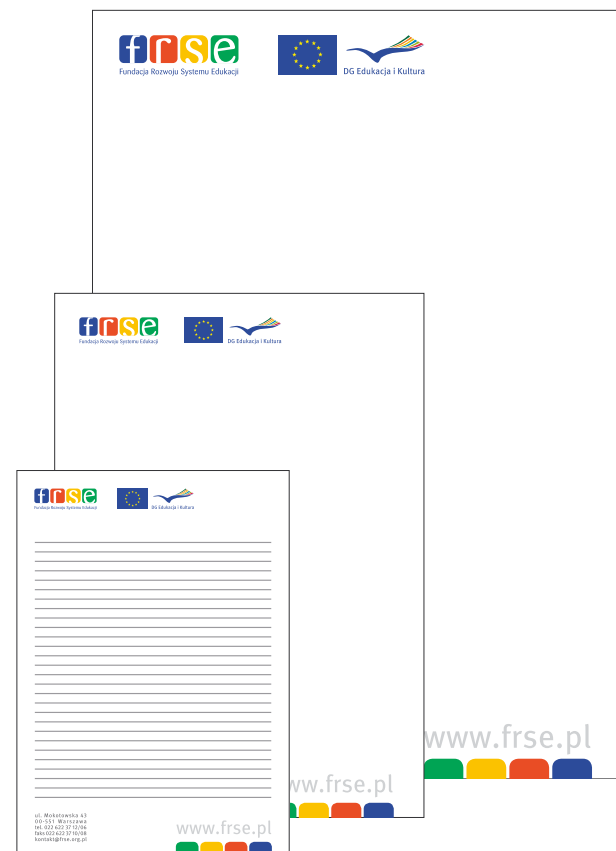 frse
Fundacja Rozwoju Systemu Edukacji
DG Edukacja i Kultura
frse
Fundacja Rozwoju Systemu Edukacji
DG Edukacja i Kultura
frse
Fundacja Rozwoju Systemu Edukacji
DG Edukacja i Kultura
www.frse.pl
ww.frse.pl
ul. Mokotowska 43
00-551 Warszawa
tel. 022 622 37 12/06
faks 022 622 37 10/08
kontakt@frse.org.pl
www.frse.pl